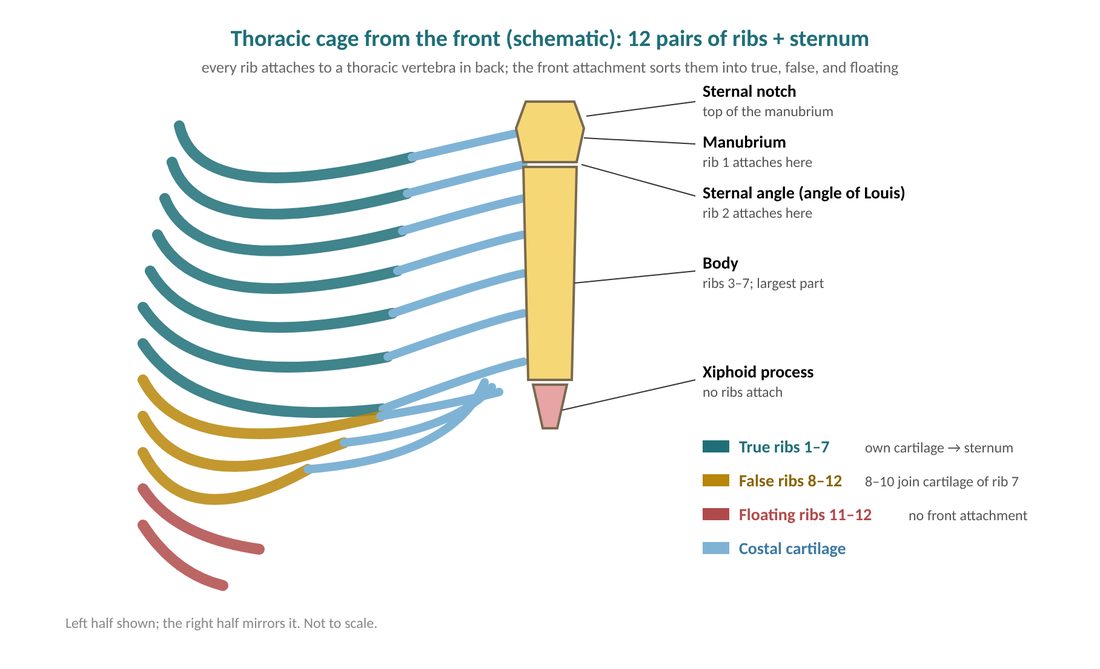 Thoracic cage from the front (schematic): 12 pairs of ribs + sternum
every rib attaches to a thoracic vertebra in back; the front attachment sorts them into true, false, and floating
Sternal notch
top of the manubrium
Manubrium
rib 1 attaches here
Sternal angle (angle of Louis)
rib 2 attaches here
Body
ribs 3–7; largest part
Xiphoid process
no ribs attach
True ribs 1–7 own cartilage → sternum
False ribs 8–12 8–10 join cartilage of rib 7
Floating ribs 11–12 no front attachment
Costal cartilage
Left half shown; the right half mirrors it. Not to scale.